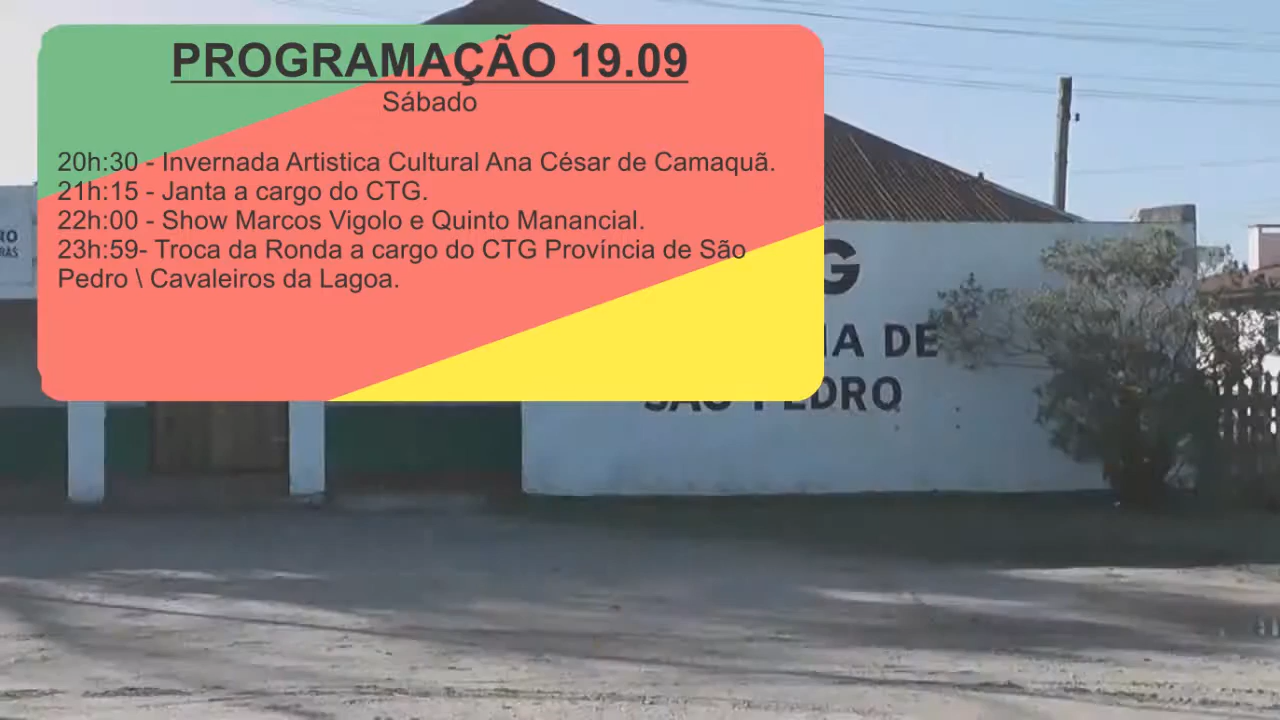 PROGRAMAÇÃO 19.09
Sábado
20h:30 - Invernada Artistica Cultural Ana César de Camaquã.
21h:15 - Janta a cargo do CTG.
22h:00 - Show Marcos Vigolo e Quinto Manancial.
23h:59- Troca da Ronda a cargo do CTG Província de São
Pedro \ Cavaleiros da Lagoa.
DE
PEDRO